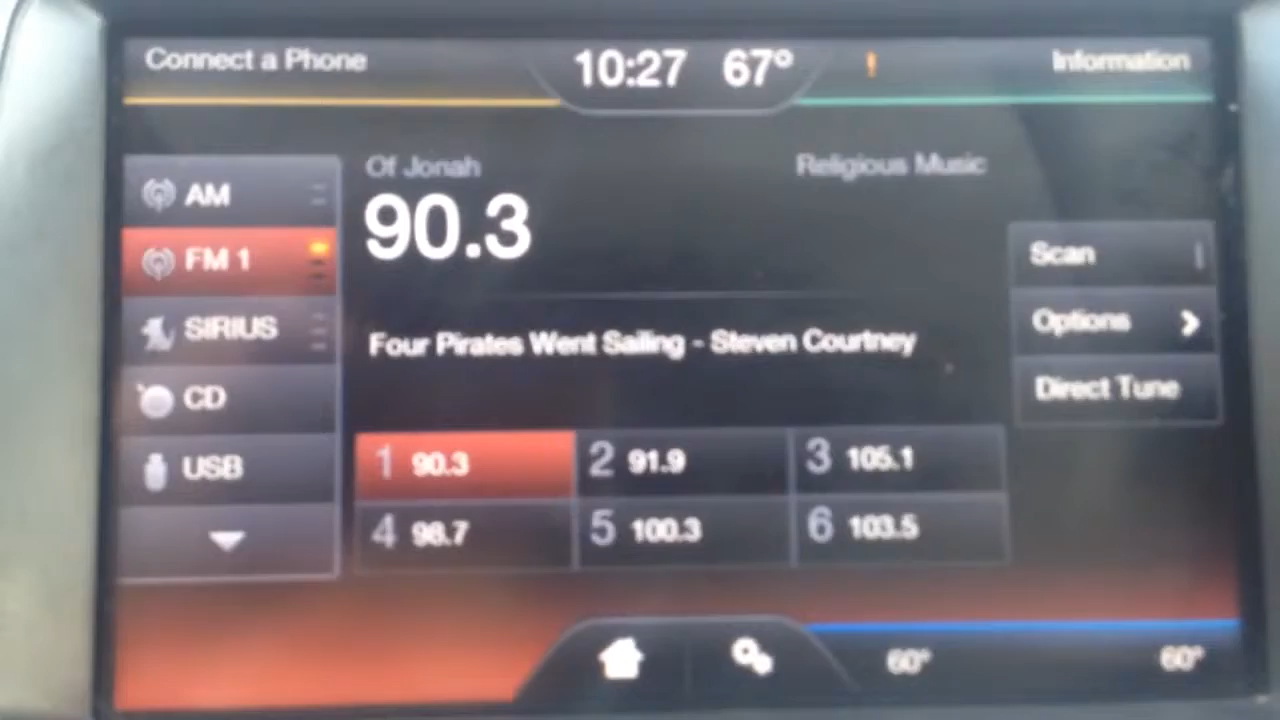 Connect a Phone 10:27 67° ! Information
Of Jonah Religious Music
90.3
AM
FM 1
SIRIUS
CD
USB
Four Pirates Went Sailing - Steven Courtney
Scan
Options
Direct Tune
1 90.3 2 91.9 3 105.1
4 98.7 5 100.3 6 103.5
60° 60°